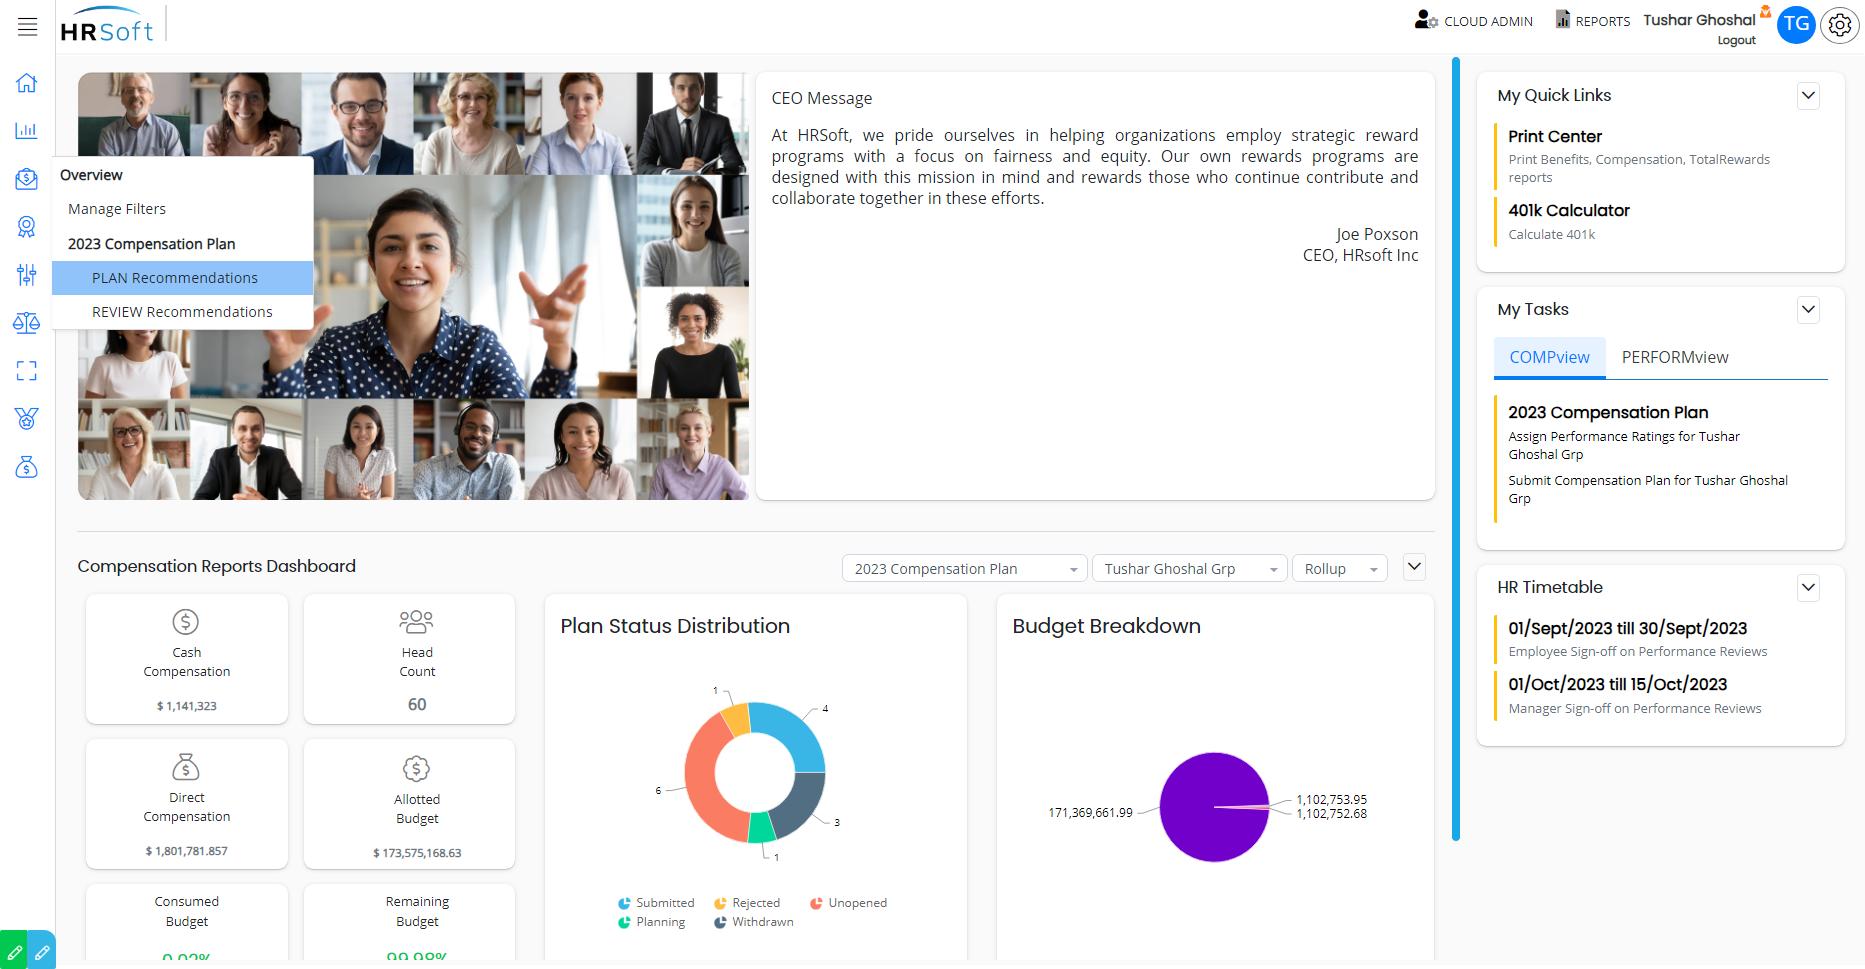 HRSoft
CLOUD ADMIN
REPORTS
Tushar Ghoshal
Logout
TG
Overview
Manage Filters
2023 Compensation Plan
PLAN Recommendations
REVIEW Recommendations
CEO Message
At HRSoft, we pride ourselves in helping organizations employ strategic reward
programs with a focus on fairness and equity. Our own rewards programs are
designed with this mission in mind and rewards those who continue contribute and
collaborate together in these efforts.
Joe Poxson
CEO, HRsoft Inc
My Quick Links
Print Center
Print Benefits, Compensation, TotalRewards
reports
401k Calculator
Calculate 401k
My Tasks
COMPview
PERFORMview
2023 Compensation Plan
Assign Performance Ratings for Tushar
Ghoshal Grp
Submit Compensation Plan for Tushar Ghoshal
Grp
HR Timetable
01/Sept/2023 till 30/Sept/2023
Employee Sign-off on Performance Reviews
01/Oct/2023 till 15/Oct/2023
Manager Sign-off on Performance Reviews
Compensation Reports Dashboard
2023 Compensation Plan
Tushar Ghoshal Grp
Rollup
Cash
Compensation
$ 1,141,323
Head
Count
60
Direct
Compensation
$ 1,801,781.857
Allotted
Budget
$ 173,575,168.63
Consumed
Budget
0.02%
Remaining
Budget
99.98%
Plan Status Distribution
1
4
6
3
1
Submitted
Rejected
Unopened
Planning
Withdrawn
Budget Breakdown
171,369,661.99
1,102,753.95
1,102,752.68